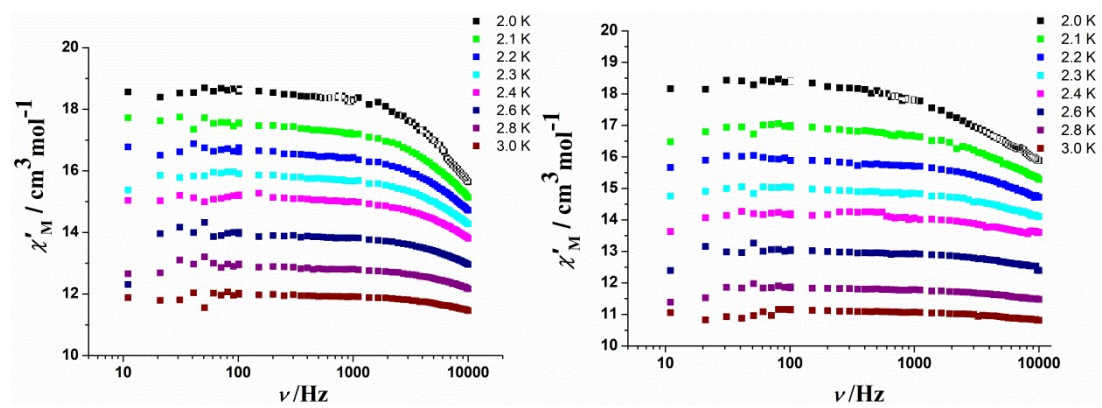 2.0 K
2.1 K
2.2 K
2.3 K
2.4 K
2.6 K
2.8 K
3.0 K
20
18
16
14
12
10
χ′M / cm3mol-1
10
100
1000
10000
ν /Hz
2.0 K
2.1 K
2.2 K
2.3 K
2.4 K
2.6 K
2.8 K
3.0 K
20
19
18
17
16
15
14
13
12
11
10
χ′M / cm3mol-1
10
100
1000
10000
ν /Hz